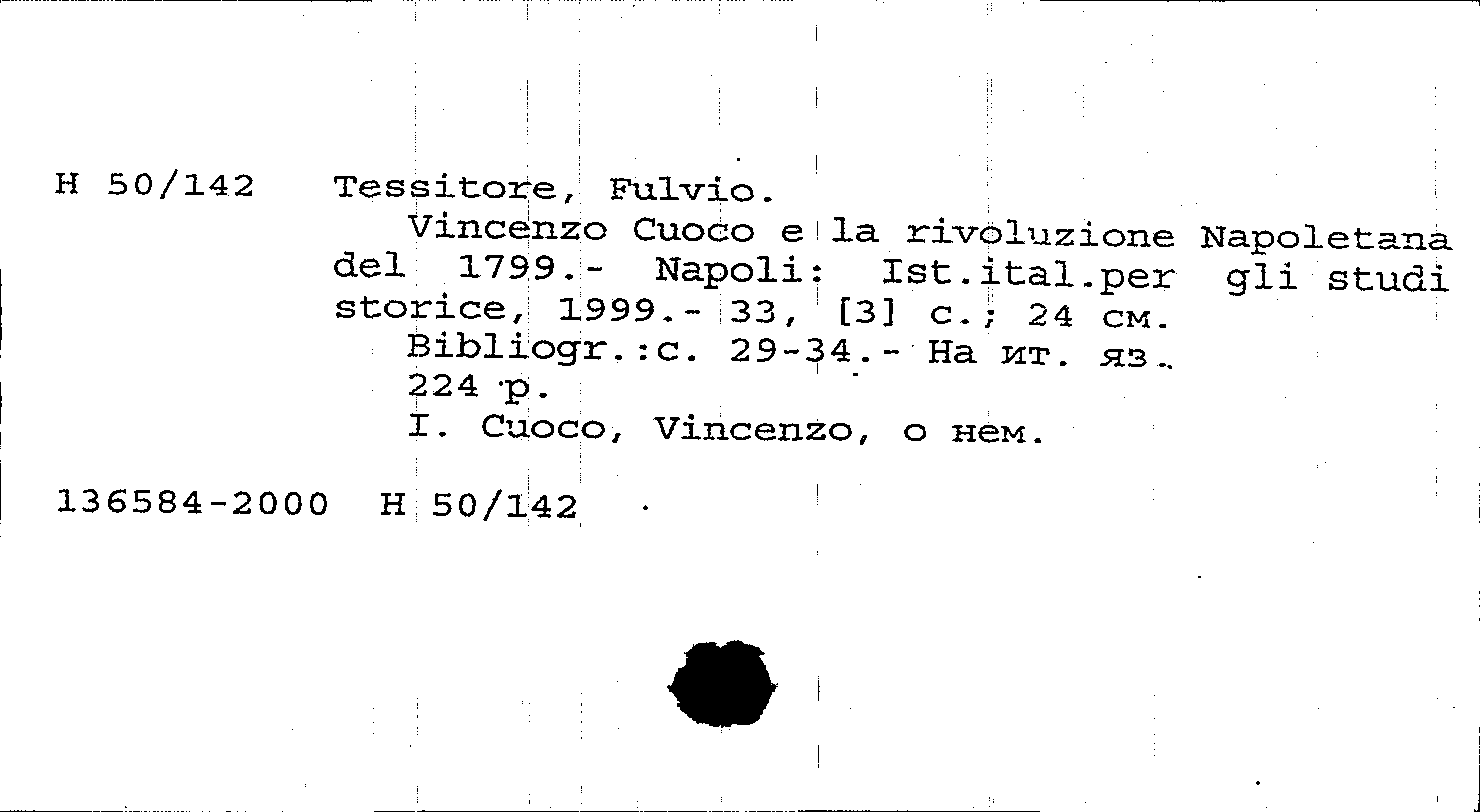 H 50/142 Tessitore, Fulvio.
Vincenzo Cuoco e la rivoluzione Napoletana
del 1799.- Napoli: Ist.ital.per gli studi
storice, 1999.- 33, [3] с.; 24 см.
Bibliogr.:с. 29-34.- На ит. яз..
224 р.
I. Cuoco, Vincenzo, о нем.
136584-2000 H 50/142